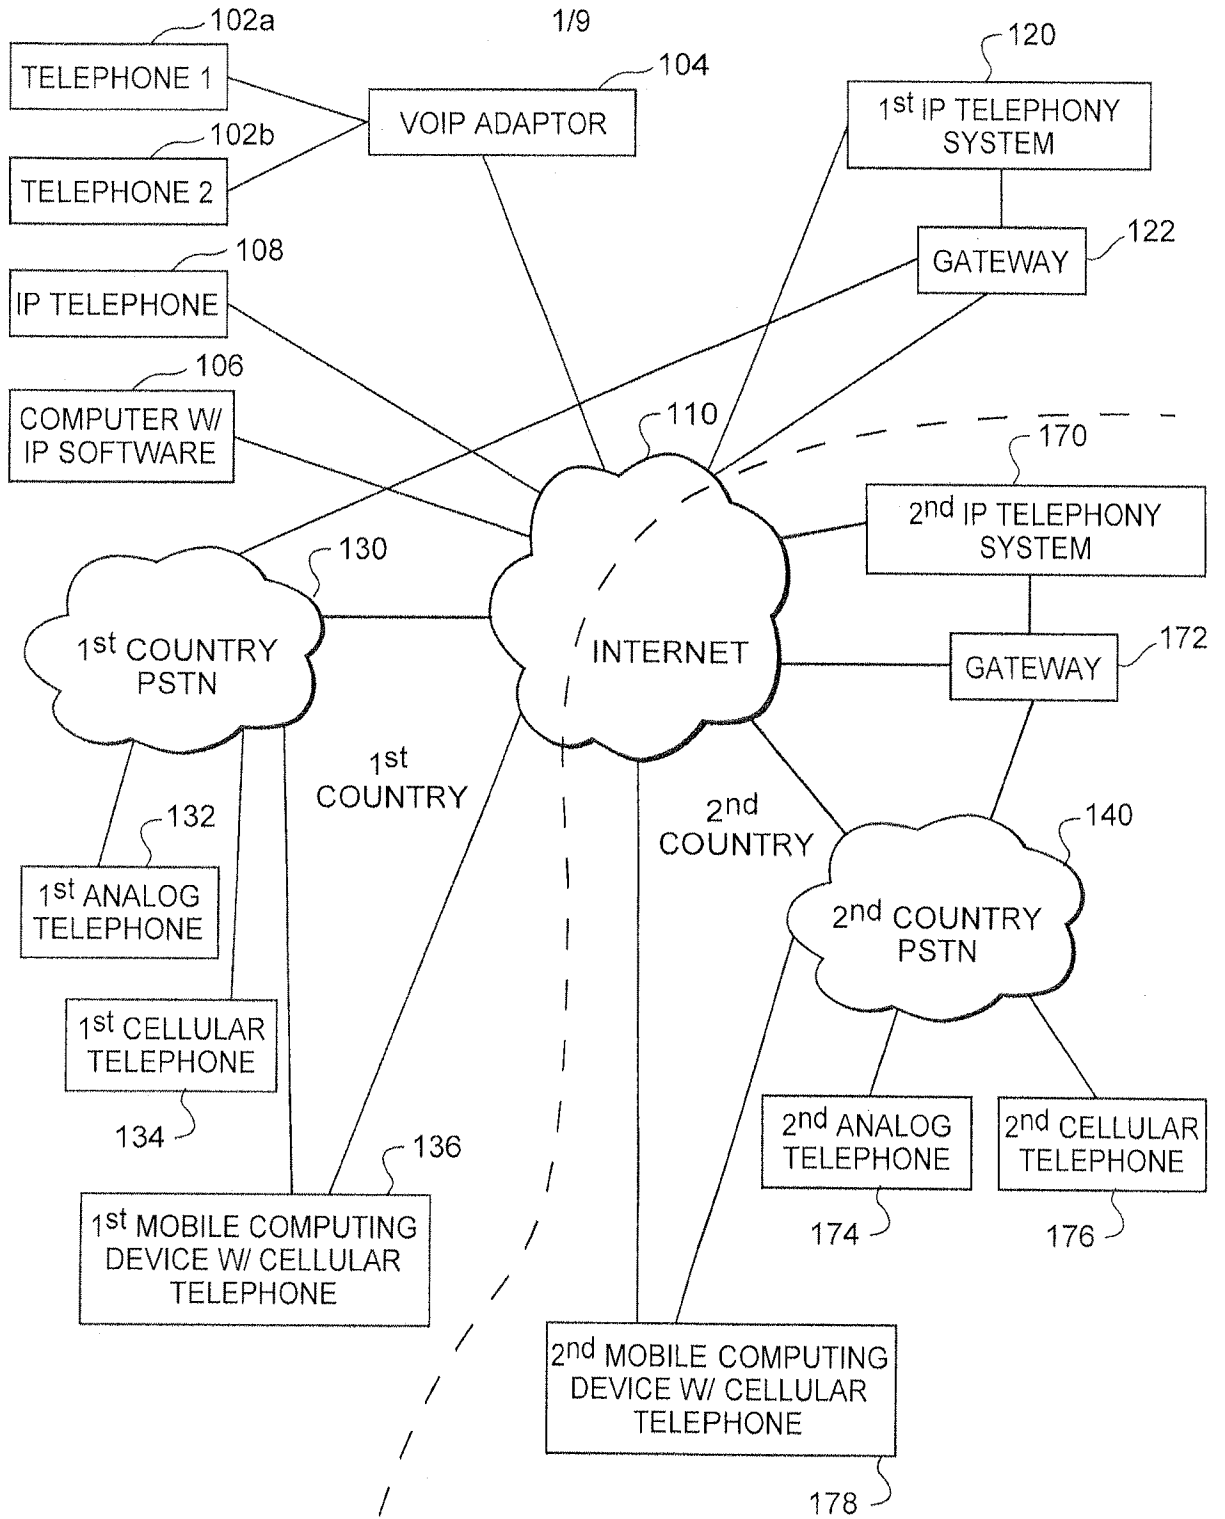 102a
1/9
TELEPHONE 1
104
120
VOIP ADAPTOR
1st IP TELEPHONY
SYSTEM
102b
TELEPHONE 2
108
122
GATEWAY
IP TELEPHONE
106
COMPUTER W/
IP SOFTWARE
110
170
2nd IP TELEPHONY
SYSTEM
130
1st COUNTRY
PSTN
INTERNET
172
GATEWAY
1st
COUNTRY
2nd
COUNTRY
132
140
1st ANALOG
TELEPHONE
2nd COUNTRY
PSTN
1st CELLULAR
TELEPHONE
134
2nd ANALOG
TELEPHONE
2nd CELLULAR
TELEPHONE
136
174
176
1st MOBILE COMPUTING
DEVICE W/ CELLULAR
TELEPHONE
2nd MOBILE COMPUTING
DEVICE W/ CELLULAR
TELEPHONE
178